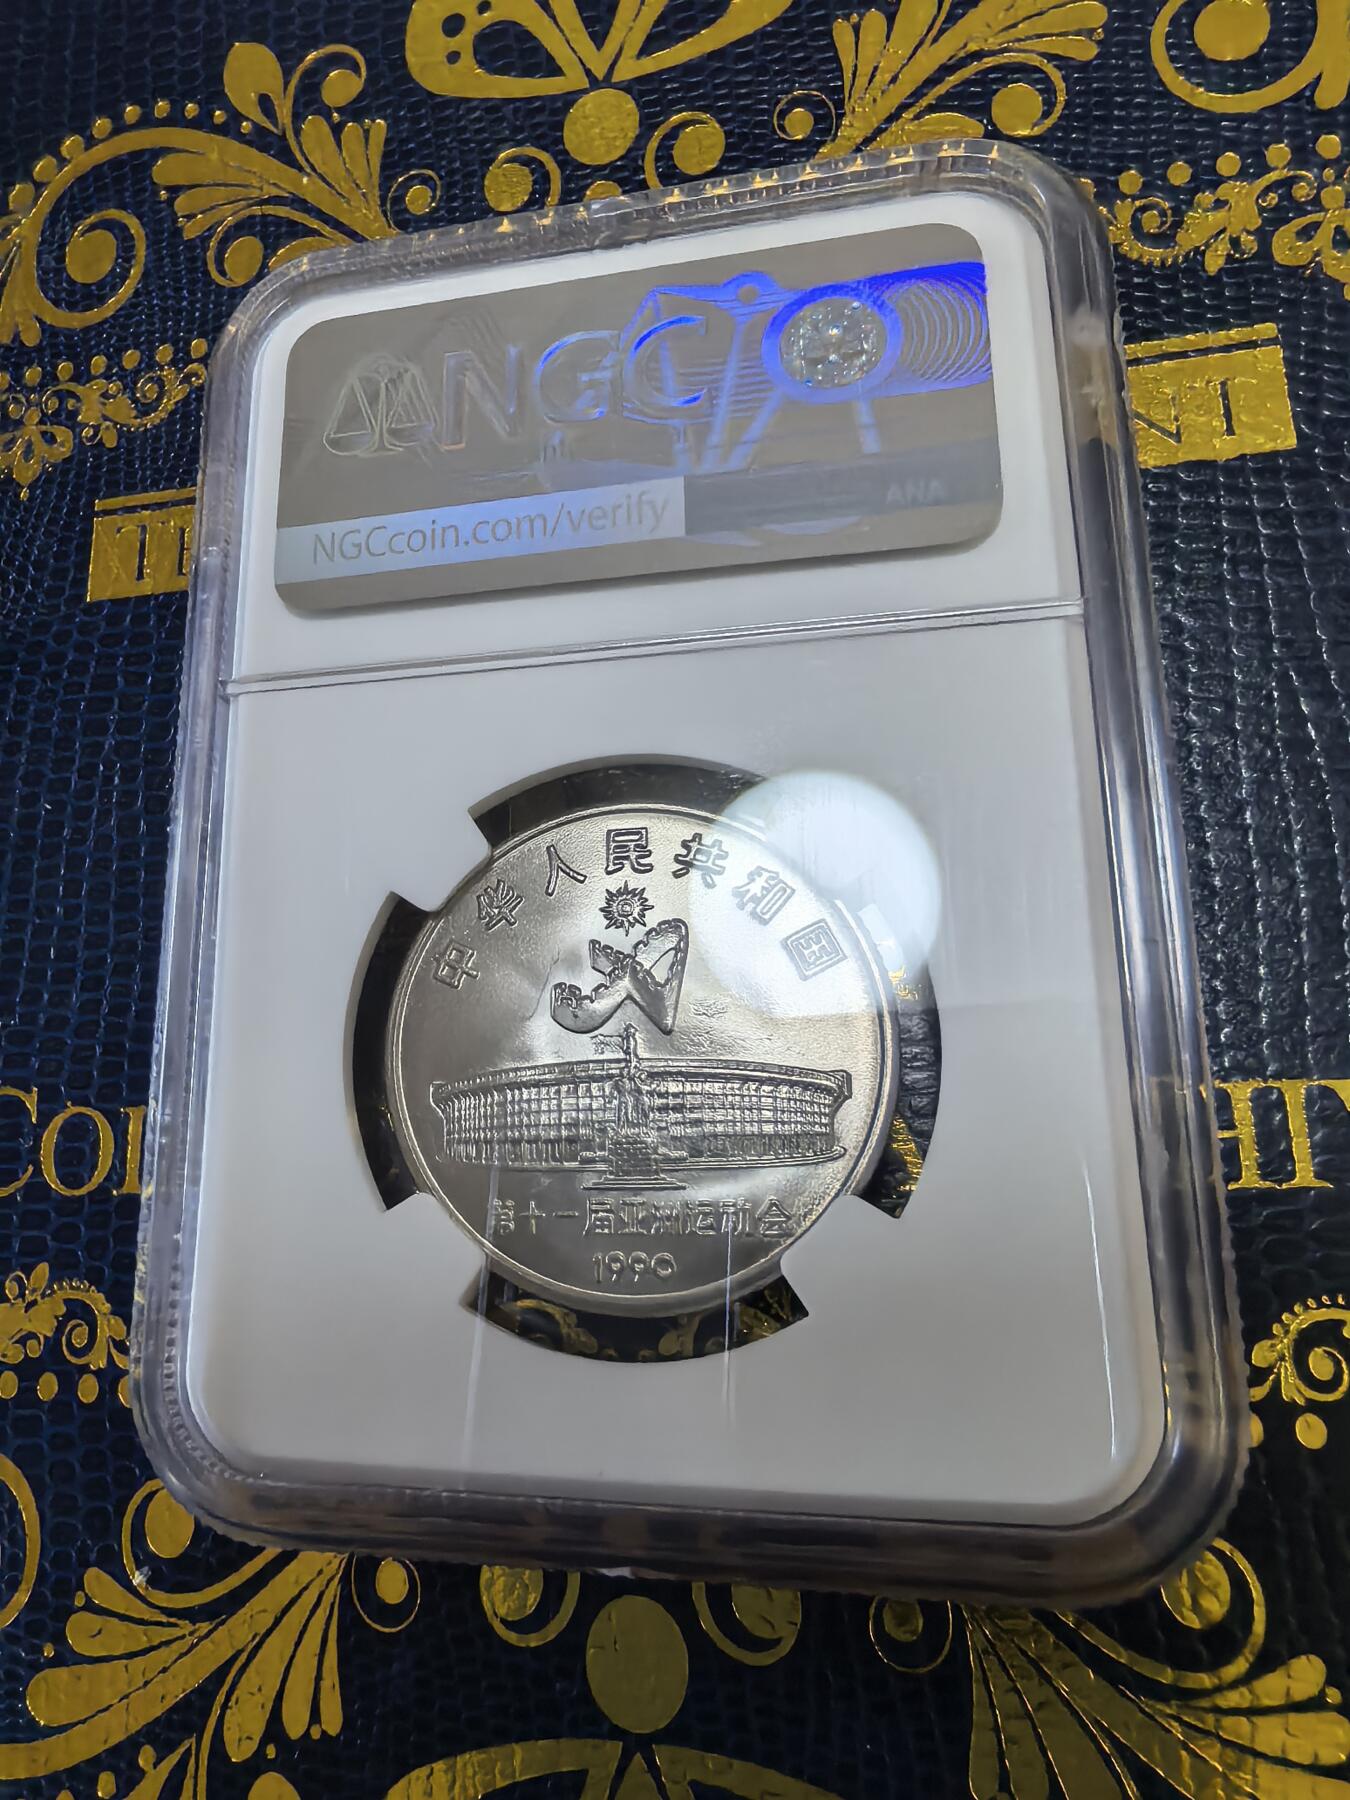 NGC
NGCcoin.com/verify
ANA
中华人民共和国
第十一届亚洲运动会
1990